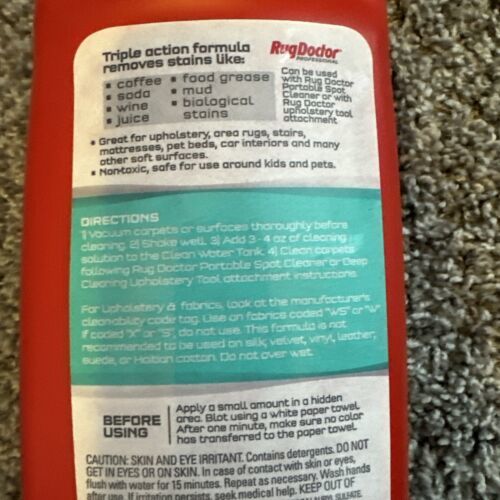 Triple action formula
removes stains like:
• coffee
• soda
• wine
• juice
• food grease
• mud
• biological
stains
RugDoctor
PROFESSIONAL
Can be used
with Rug Doctor
Portable Spot
Cleaner or with
Rug Doctor
upholstery tool
attachment
• Great for upholstery, area rugs, stairs,
mattresses, pet beds, car interiors and many
other soft surfaces.
• Non-toxic, safe for use around kids and pets.
DIRECTIONS
1) Vacuum carpets or surfaces thoroughly before
cleaning. 2) Shake well. 3) Add 3 - 4 oz of cleaning
solution to the Clean Water Tank. 4) Clean carpets
following Rug Doctor Portable Spot Cleaner or Deep
Cleaning Upholstery Tool attachment instructions.
For Upholstery & fabrics, look at the manufacturer's
clean-ability code tag. Use on fabrics coded "WS" or "W".
If coded "X" or "S", do not use. This formula is not
recommended to be used on silk, velvet, vinyl, leather,
suede, or Haitian cotton. Do not over wet.
BEFORE
USING
Apply a small amount in a hidden
area. Blot using a white paper towel.
After one minute, make sure no color
has transferred to the paper towel.
CAUTION: SKIN AND EYE IRRITANT. Contains detergents. DO NOT
GET IN EYES OR ON SKIN. In case of contact with skin or eyes,
flush with water for 15 minutes. Repeat as necessary. Wash hands
after use. If irritation persists, seek medical help. KEEP OUT OF
SULFATE,